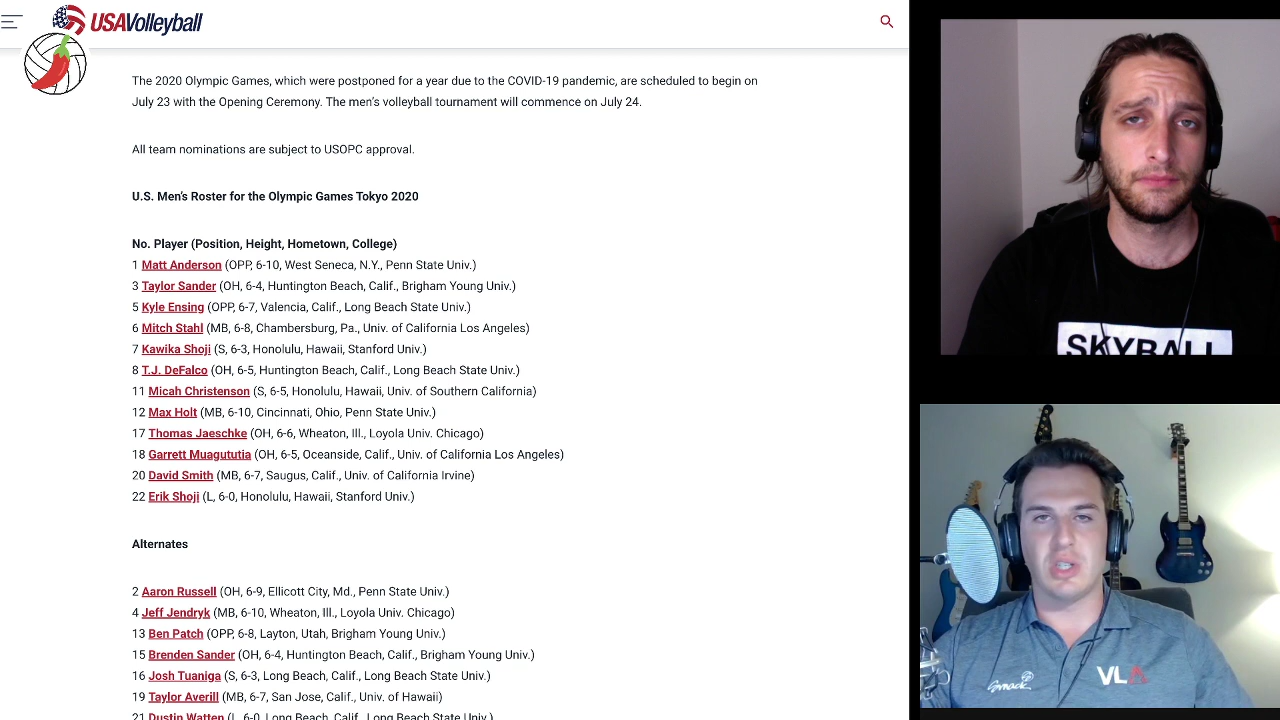 USAVolleyball
The 2020 Olympic Games, which were postponed for a year due to the COVID-19 pandemic, are scheduled to begin on
July 23 with the Opening Ceremony. The men's volleyball tournament will commence on July 24.
All team nominations are subject to USOPC approval.
U.S. Men's Roster for the Olympic Games Tokyo 2020
No. Player (Position, Height, Hometown, College)
1 Matt Anderson (OPP, 6-10, West Seneca, N.Y., Penn State Univ.)
3 Taylor Sander (OH, 6-4, Huntington Beach, Calif., Brigham Young Univ.)
5 Kyle Ensing (OPP, 6-7, Valencia, Calif., Long Beach State Univ.)
6 Mitch Stahl (MB, 6-8, Chambersburg, Pa., Univ. of California Los Angeles)
7 Kawika Shoji (S, 6-3, Honolulu, Hawaii, Stanford Univ.)
8 T.J. DeFalco (OH, 6-5, Huntington Beach, Calif., Long Beach State Univ.)
11 Micah Christenson (S, 6-5, Honolulu, Hawaii, Univ. of Southern California)
12 Max Holt (MB, 6-10, Cincinnati, Ohio, Penn State Univ.)
17 Thomas Jaeschke (OH, 6-6, Wheaton, Ill., Loyola Univ. Chicago)
18 Garrett Muagututia (OH, 6-5, Oceanside, Calif., Univ. of California Los Angeles)
20 David Smith (MB, 6-7, Saugus, Calif., Univ. of California Irvine)
22 Erik Shoji (L, 6-0, Honolulu, Hawaii, Stanford Univ.)
Alternates
2 Aaron Russell (OH, 6-9, Ellicott City, Md., Penn State Univ.)
4 Jeff Jendryk (MB, 6-10, Wheaton, Ill., Loyola Univ. Chicago)
13 Ben Patch (OPP, 6-8, Layton, Utah, Brigham Young Univ.)
15 Brenden Sander (OH, 6-4, Huntington Beach, Calif., Brigham Young Univ.)
16 Josh Tuaniga (S, 6-3, Long Beach, Calif., Long Beach State Univ.)
19 Taylor Averill (MB, 6-7, San Jose, Calif., Univ. of Hawaii)
21 Dustin Watten (L, 6-0, Long Beach, Calif., Long Beach State Univ.)
SKYBALL
VLA